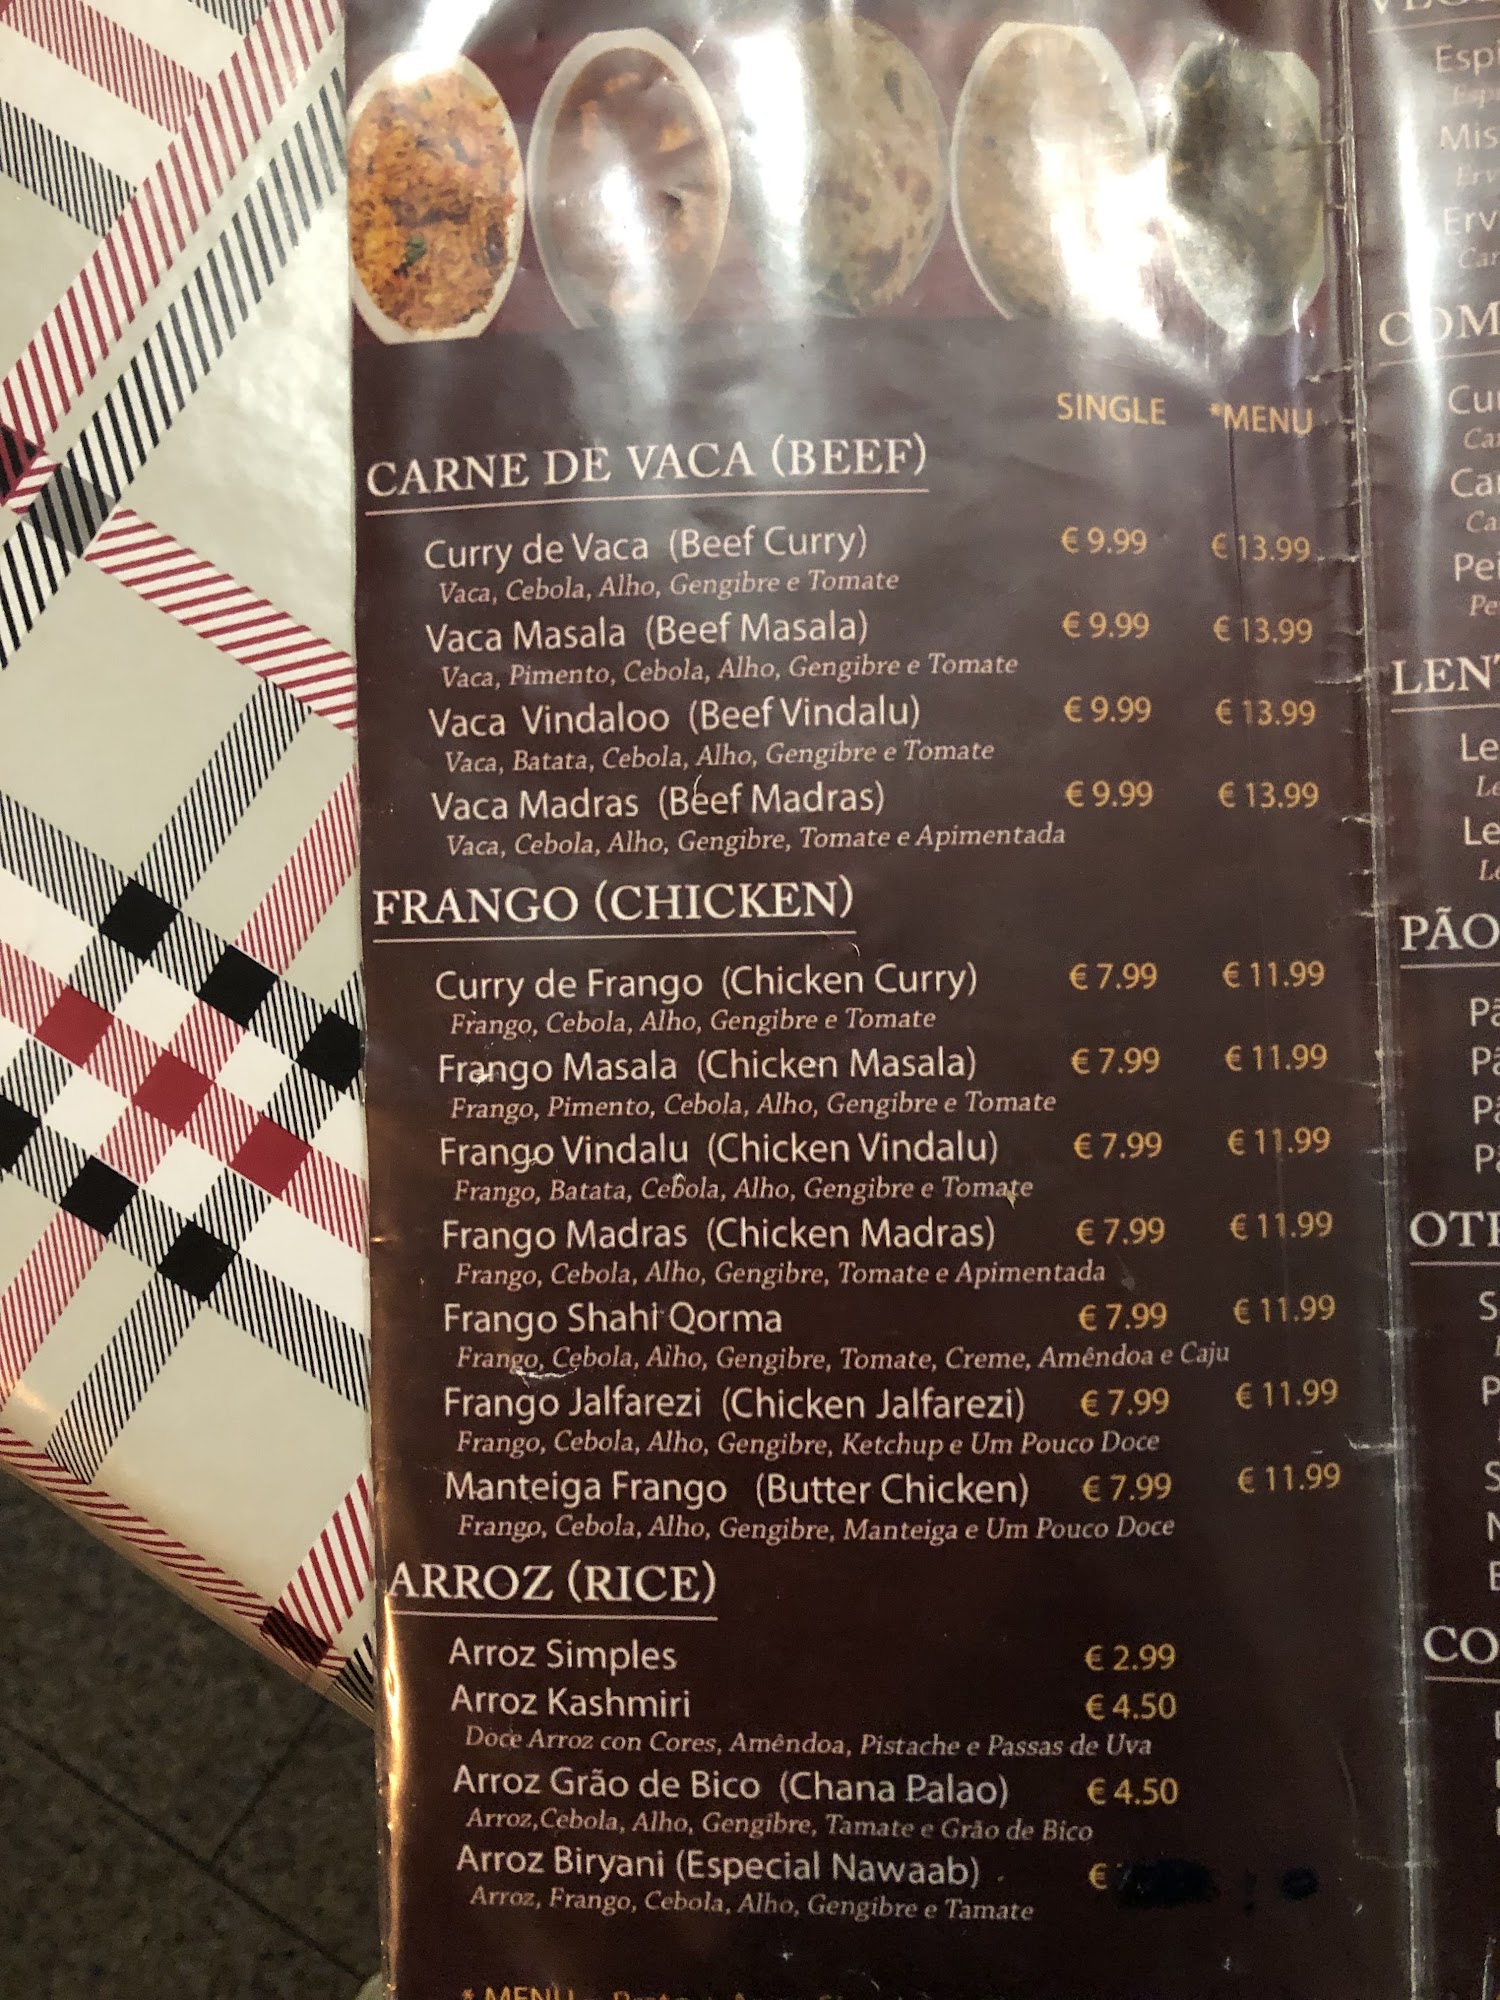 SINGLE *MENU
CARNE DE VACA (BEEF)
Curry de Vaca (Beef Curry) € 9.99 € 13.99
Vaca, Cebola, Alho, Gengibre e Tomate
Vaca Masala (Beef Masala) € 9.99 € 13.99
Vaca, Pimento, Cebola, Alho, Gengibre e Tomate
Vaca Vindaloo (Beef Vindalu) € 9.99 € 13.99
Vaca, Batata, Cebola, Alho, Gengibre e Tomate
Vaca Madras (Beef Madras) € 9.99 € 13.99
Vaca, Cebola, Alho, Gengibre, Tomate e Apimentada
FRANGO (CHICKEN)
Curry de Frango (Chicken Curry) € 7.99 € 11.99
Frango, Cebola, Alho, Gengibre e Tomate
Frango Masala (Chicken Masala) € 7.99 € 11.99
Frango, Pimento, Cebola, Alho, Gengibre e Tomate
Frango Vindalu (Chicken Vindalu) € 7.99 € 11.99
Frango, Batata, Cebola, Alho, Gengibre e Tomate
Frango Madras (Chicken Madras) € 7.99 € 11.99
Frango, Cebola, Alho, Gengibre, Tomate e Apimentada
Frango Shahi Qorma € 7.99 € 11.99
Frango, Cebola, Alho, Gengibre, Tomate, Creme, Amêndoa e Caju
Frango Jalfarezi (Chicken Jalfarezi) € 7.99 € 11.99
Frango, Cebola, Alho, Gengibre, Ketchup e Um Pouco Doce
Manteiga Frango (Butter Chicken) € 7.99 € 11.99
Frango, Cebola, Alho, Gengibre, Manteiga e Um Pouco Doce
ARROZ (RICE)
Arroz Simples € 2.99
Arroz Kashmiri € 4.50
Doce Arroz con Cores, Amêndoa, Pistache e Passas de Uva
Arroz Grão de Bico (Chana Palao) € 4.50
Arroz,Cebola, Alho, Gengibre, Tamate e Grão de Bico
Arroz Biryani (Especial Nawaab) €
Arroz, Frango, Cebola, Alho, Gengibre e Tamate
* MENU
PÃO